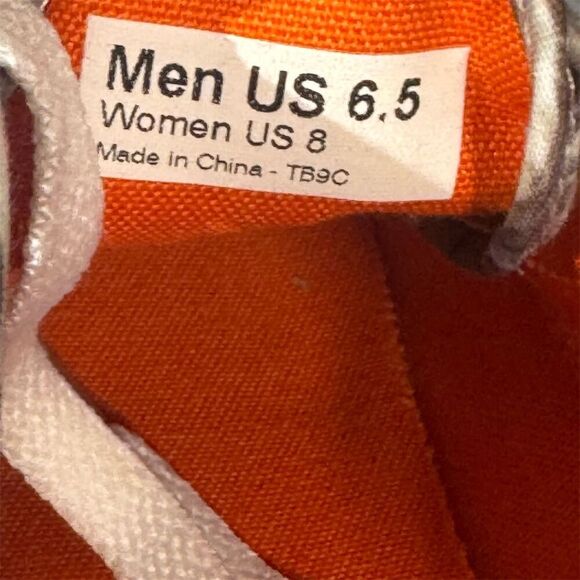 Men US 6.5
Women US 8
Made in China - TB9C